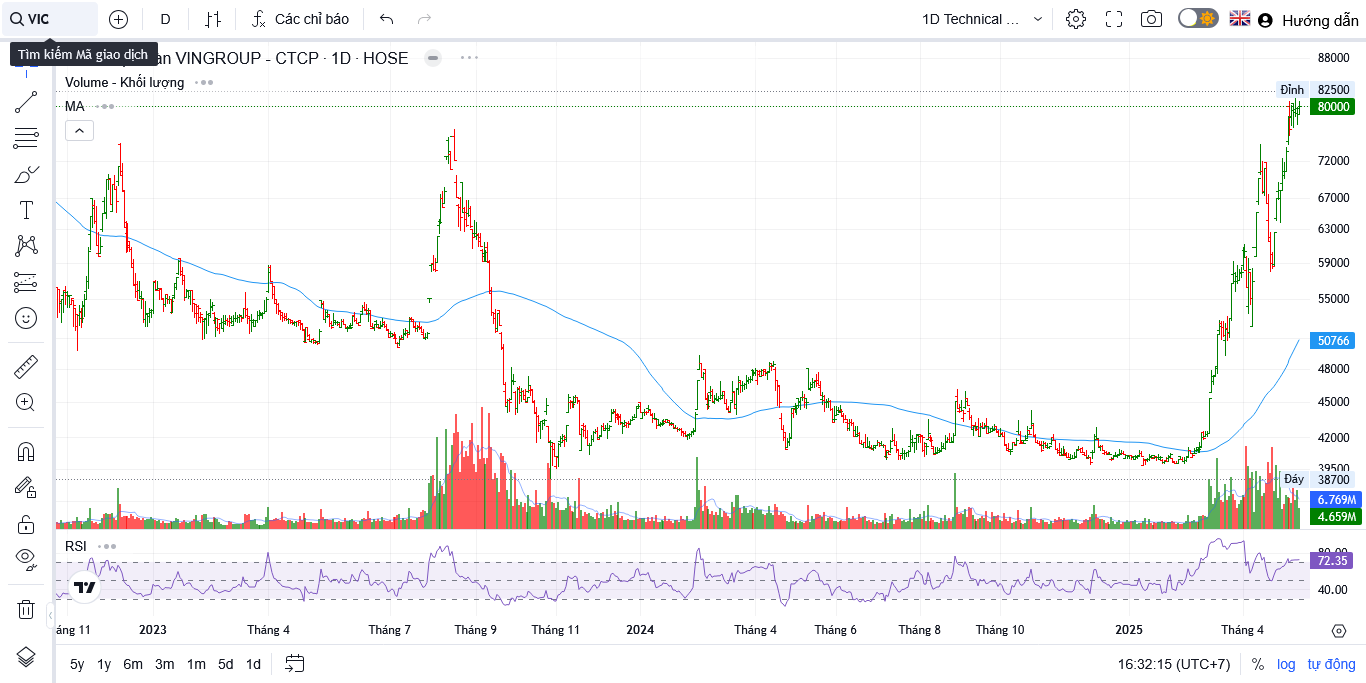 VIC
D
Các chỉ báo
1D Technical ...
Hướng dẫn
Tìm kiếm Mã giao dịch
an VINGROUP - CTCP · 1D · HOSE
Volume - Khối lượng
MA
88000
Đỉnh 82500
80000
72000
67000
63000
59000
55000
50766
48000
45000
42000
39500
Đáy 38700
6.769M
4.659M
RSI
80.00
72.35
40.00
áng 11 2023 Tháng 4 Tháng 7 Tháng 9 Tháng 11 2024 Tháng 4 Tháng 6 Tháng 8 Tháng 10 2025 Tháng 4
5y 1y 6m 3m 1m 5d 1d
16:32:15 (UTC+7) % log tự động